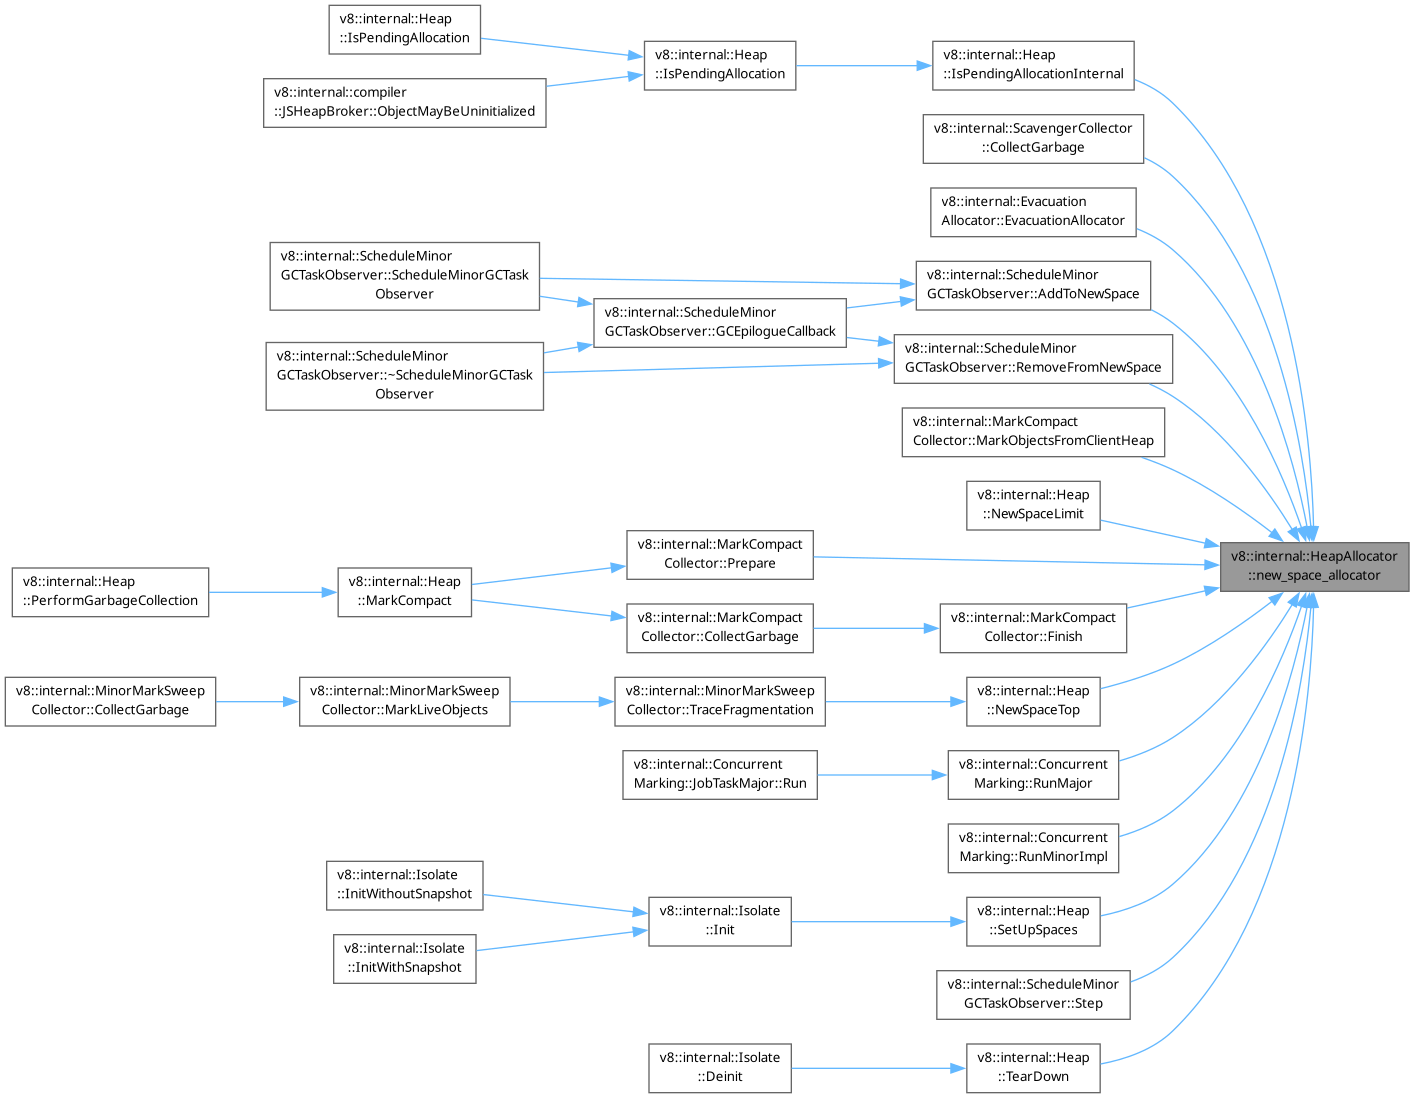 v8::internal::Heap
::IsPendingAllocation
v8::internal::compiler
::JSHeapBroker::ObjectMayBeUninitialized
v8::internal::Heap
::IsPendingAllocation
v8::internal::Heap
::IsPendingAllocationInternal
v8::internal::ScavengerCollector
::CollectGarbage
v8::internal::Evacuation
Allocator::EvacuationAllocator
v8::internal::ScheduleMinor
GCTaskObserver::ScheduleMinorGCTask
Observer
v8::internal::ScheduleMinor
GCTaskObserver::AddToNewSpace
v8::internal::ScheduleMinor
GCTaskObserver::GCEpilogueCallback
v8::internal::ScheduleMinor
GCTaskObserver::~ScheduleMinorGCTask
Observer
v8::internal::ScheduleMinor
GCTaskObserver::RemoveFromNewSpace
v8::internal::MarkCompact
Collector::MarkObjectsFromClientHeap
v8::internal::Heap
::NewSpaceLimit
v8::internal::HeapAllocator
::new_space_allocator
v8::internal::MarkCompact
Collector::Prepare
v8::internal::Heap
::PerformGarbageCollection
v8::internal::Heap
::MarkCompact
v8::internal::MarkCompact
Collector::CollectGarbage
v8::internal::MarkCompact
Collector::Finish
v8::internal::MinorMarkSweep
Collector::CollectGarbage
v8::internal::MinorMarkSweep
Collector::MarkLiveObjects
v8::internal::MinorMarkSweep
Collector::TraceFragmentation
v8::internal::Heap
::NewSpaceTop
v8::internal::Concurrent
Marking::JobTaskMajor::Run
v8::internal::Concurrent
Marking::RunMajor
v8::internal::Concurrent
Marking::RunMinorImpl
v8::internal::Isolate
::InitWithoutSnapshot
v8::internal::Isolate
::InitWithSnapshot
v8::internal::Isolate
::Init
v8::internal::Heap
::SetUpSpaces
v8::internal::ScheduleMinor
GCTaskObserver::Step
v8::internal::Isolate
::Deinit
v8::internal::Heap
::TearDown